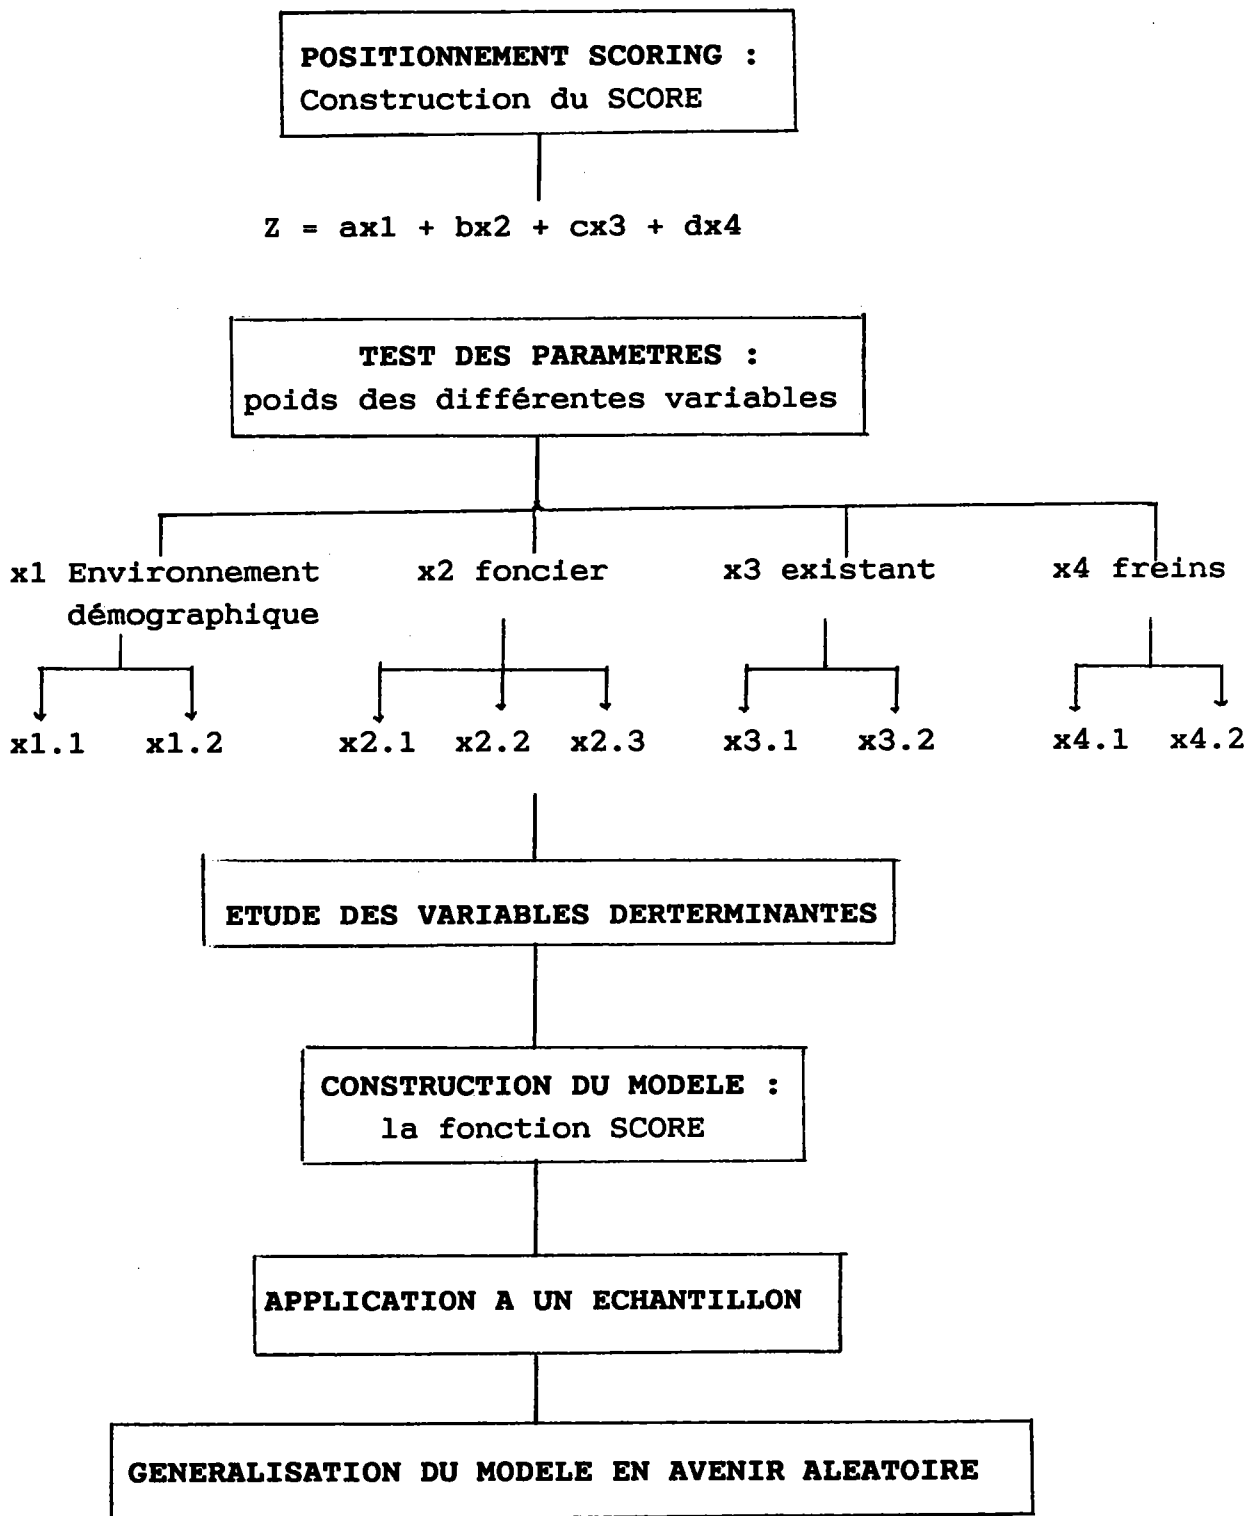 POSITIONNEMENT SCORING :
Construction du SCORE
Z = ax1 + bx2 + cx3 + dx4
TEST DES PARAMETRES :
poids des différentes variables
x1 Environnement démographique
x2 foncier
x3 existant
x4 freins
x1.1 x1.2 x2.1 x2.2 x2.3 x3.1 x3.2 x4.1 x4.2
ETUDE DES VARIABLES DERTERMINANTES
CONSTRUCTION DU MODELE :
la fonction SCORE
APPLICATION A UN ECHANTILLON
GENERALISATION DU MODELE EN AVENIR ALEATOIRE